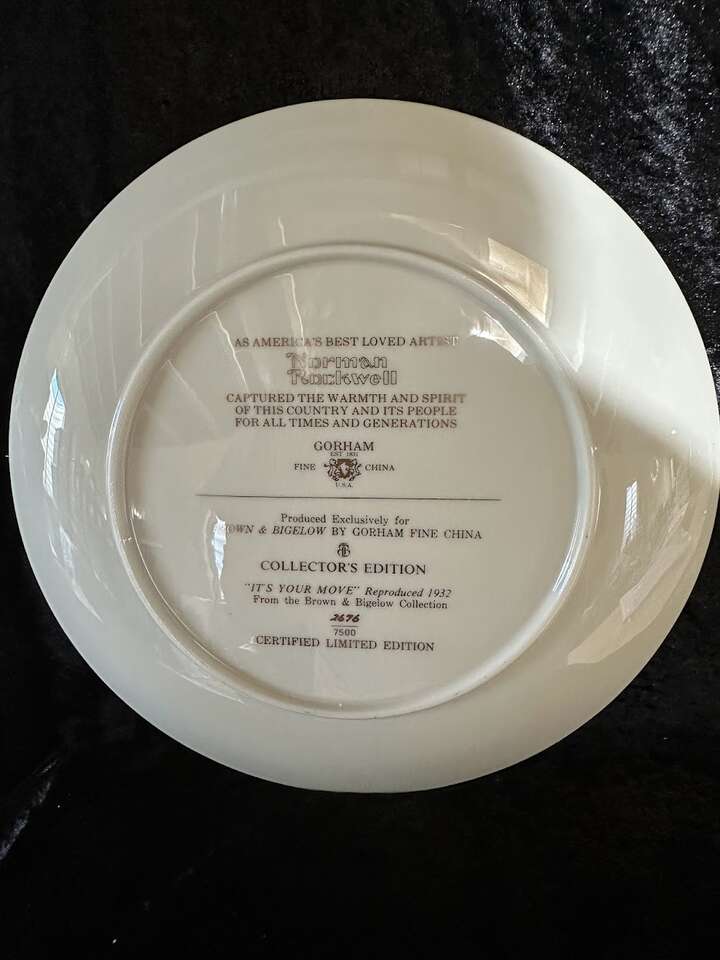 AS AMERICA'S BEST LOVED ARTIST
Norman
Rockwell
CAPTURED THE WARMTH AND SPIRIT
OF THIS COUNTRY AND ITS PEOPLE
FOR ALL TIMES AND GENERATIONS
GORHAM
EST 1831
FINE CHINA
U.S.A.
Produced Exclusively for
OWN & BIGELOW BY GORHAM FINE CHINA
COLLECTOR'S EDITION
"IT'S YOUR MOVE" Reproduced 1932
From the Brown & Bigelow Collection
2676
7500
CERTIFIED LIMITED EDITION